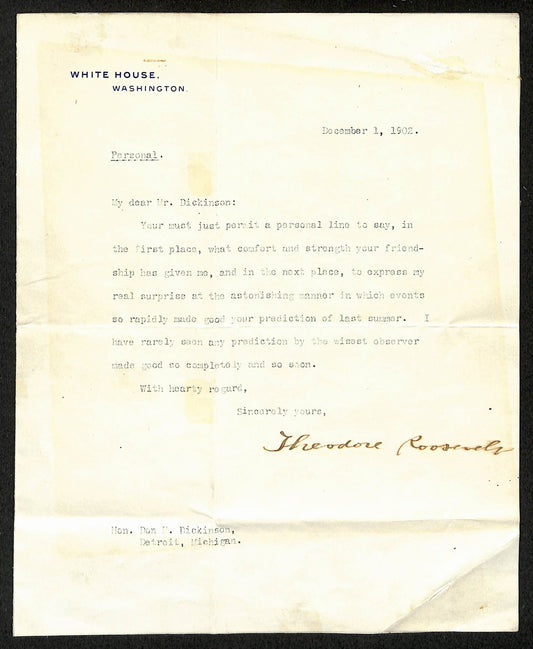 WHITE HOUSE.
WASHINGTON.
December 1, 1902.
Personal.
My dear Mr. Dickinson:
Your must just permit a personal line to say, in
the first place, what comfort and strength your friend-
ship has given me, and in the next place, to express my
real surprise at the astonishing manner in which events
so rapidly made good your prediction of last summer. I
have rarely seen any prediction by the wisest observer
made good so completely and so soon.
With hearty regard,
Sincerely yours,
Theodore Roosevelt
Hon. Don M. Dickinson,
Detroit, Michigan.